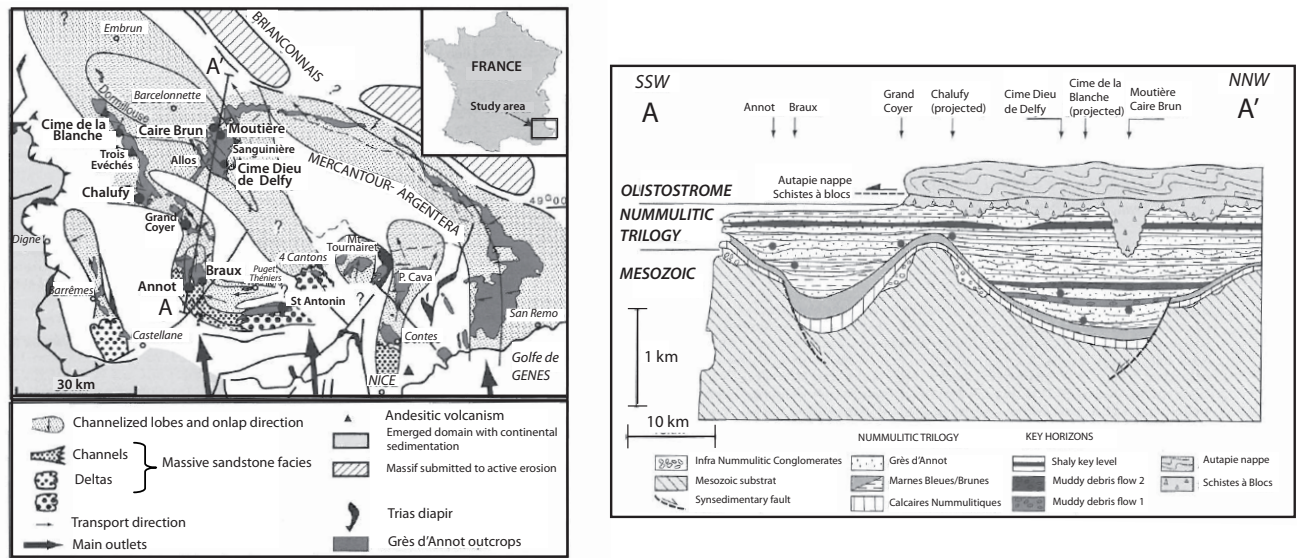 Embrun
BRIANCONNAIS
?
FRANCE
Study area
A'
?
Dormillouse
Barcelonnette
Cime de
la Blanche
Caire Brun
Moutière
Sanguinière
Trois
Evéchés
Allos
Cime Dieu
de Delfy
MERCANTOUR- ARGENTERA
49°00
Chalufy
Grand
Coyer
?
Digne
Mt
Tournairet
4 Cantons
Puget
Théniers
P. Cava
Braux
Annot
?
St Antonin
Barrêmes
A
San Remo
Castellane
Contes
Golfe de
GENES
30 km
NICE
Channelized lobes and onlap direction
Channels
Deltas
Massive sandstone facies
Transport direction
Main outlets
Andesitic volcanism
Emerged domain with continental
sedimentation
Massif submitted to active erosion
Trias diapir
Grès d'Annot outcrops
SSW
NNW
A
A'
Annot
Braux
Grand
Coyer
Chalufy
(projected)
Cime Dieu
de Delfy
Cime de la
Blanche
(projected)
Moutière
Caire Brun
OLISTOSTROME
Autapie nappe
Schistes à blocs
NUMMULITIC
TRILOGY
MESOZOIC
1 km
10 km
NUMMULITIC TRILOGY
KEY HORIZONS
Infra Nummulitic Conglomerates
Grès d'Annot
Shaly key level
Autapie nappe
Mesozoic substrat
Marnes Bleues/Brunes
Muddy debris flow 2
Schistes à Blocs
Synsedimentary fault
Calcaires Nummulitiques
Muddy debris flow 1